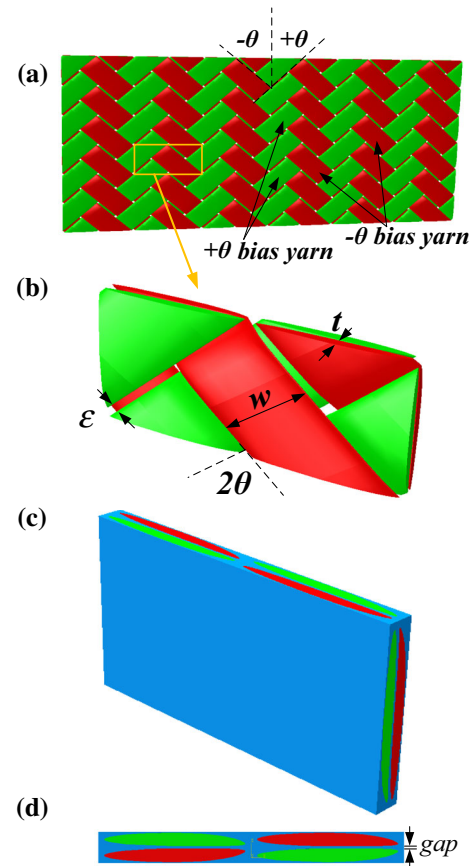 -θ
+θ
(a)
+θ bias yarn
-θ bias yarn
(b)
t
w
ε
2θ
(c)
(d)
gap